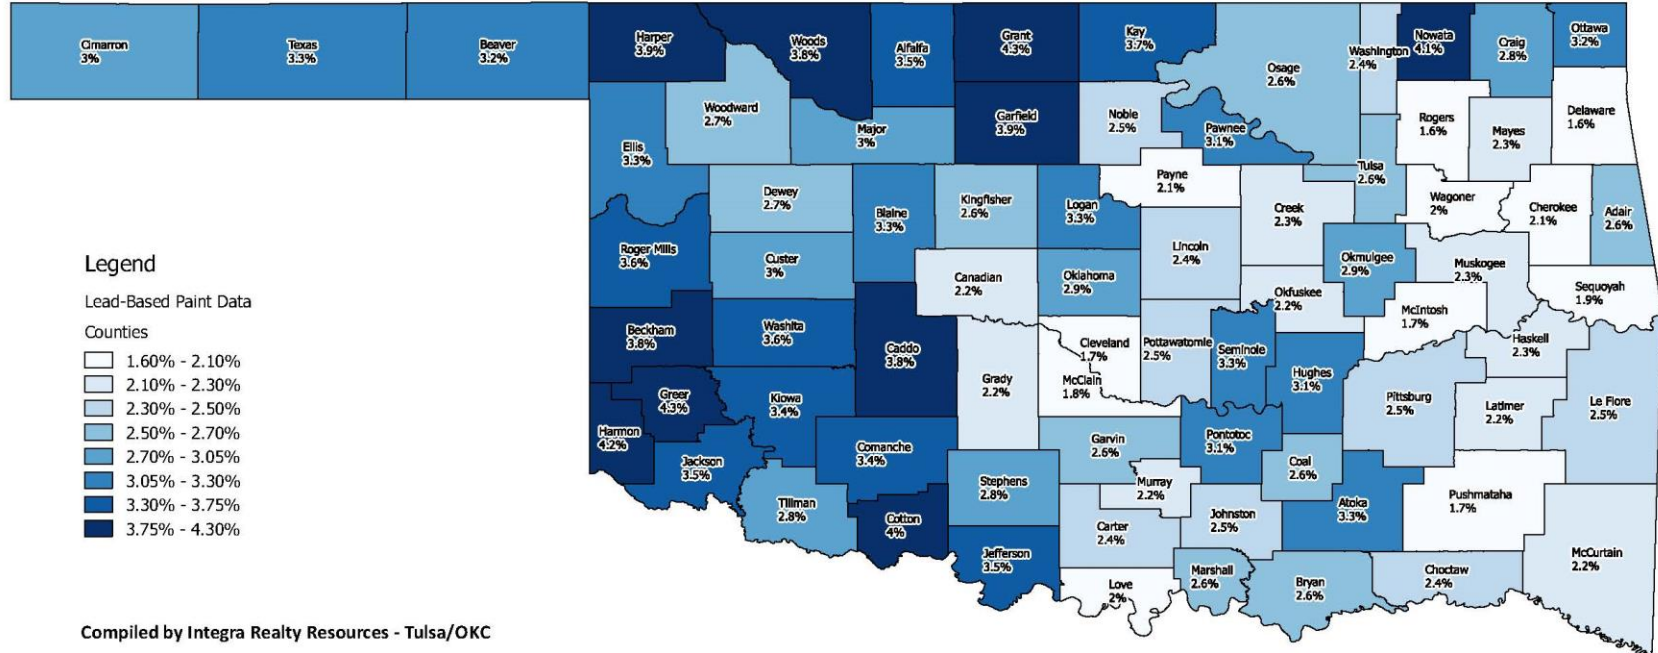 Cimarron
3%
Texas
3.3%
Beaver
3.2%
Harper
3.9%
Woods
3.8%
Alfalfa
3.5%
Grant
4.3%
Kay
3.7%
Osage
2.6%
Washington
2.4%
Nowata
4.1%
Craig
2.8%
Ottawa
3.2%
Ellis
3.3%
Woodward
2.7%
Major
3%
Garfield
3.9%
Noble
2.5%
Pawnee
3.1%
Rogers
1.6%
Mayes
2.3%
Delaware
1.6%
Dewey
2.7%
Blaine
3.3%
Kingfisher
2.6%
Logan
3.3%
Payne
2.1%
Creek
2.3%
Tulsa
2.6%
Wagoner
2%
Cherokee
2.1%
Adair
2.6%
Roger Mills
3.6%
Custer
3%
Canadian
2.2%
Oklahoma
2.9%
Lincoln
2.4%
Okfuskee
2.2%
Okmulgee
2.9%
Muskogee
2.3%
McIntosh
1.7%
Sequoyah
1.9%
Beckham
3.8%
Washita
3.6%
Caddo
3.8%
Grady
2.2%
Cleveland
1.7%
McClain
1.8%
Pottawatomie
2.5%
Seminole
3.3%
Hughes
3.1%
Pittsburg
2.5%
Haskell
2.3%
Latimer
2.2%
Le Flore
2.5%
Harmon
4.2%
Greer
4.3%
Kiowa
3.4%
Jackson
3.5%
Comanche
3.4%
Tillman
2.8%
Cotton
4%
Stephens
2.8%
Jefferson
3.5%
Garvin
2.6%
Murray
2.2%
Pontotoc
3.1%
Coal
2.6%
Carter
2.4%
Johnston
2.5%
Atoka
3.3%
Pushmataha
1.7%
McCurtain
2.2%
Love
2%
Marshall
2.6%
Bryan
2.6%
Choctaw
2.4%
Legend
Lead-Based Paint Data
Counties
1.60% - 2.10%
2.10% - 2.30%
2.30% - 2.50%
2.50% - 2.70%
2.70% - 3.05%
3.05% - 3.30%
3.30% - 3.75%
3.75% - 4.30%
Compiled by Integra Realty Resources - Tulsa/OKC